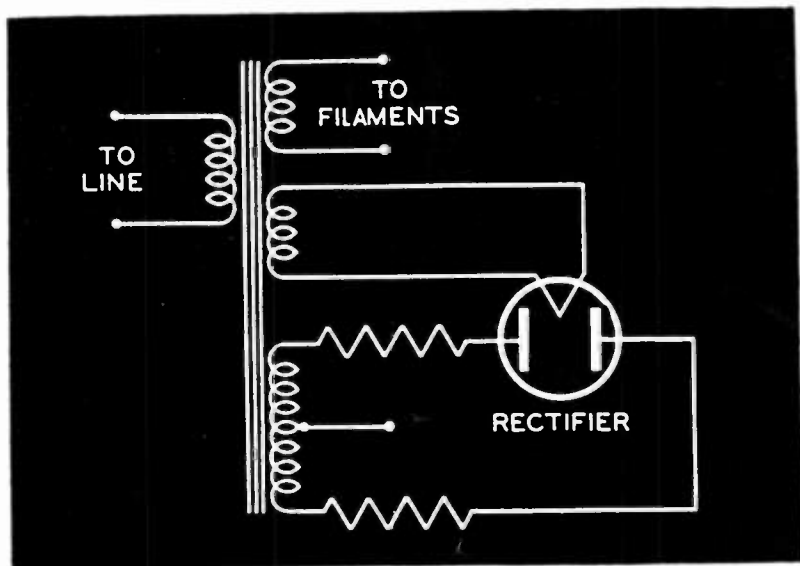 TO
FILAMENTS
TO
LINE
RECTIFIER